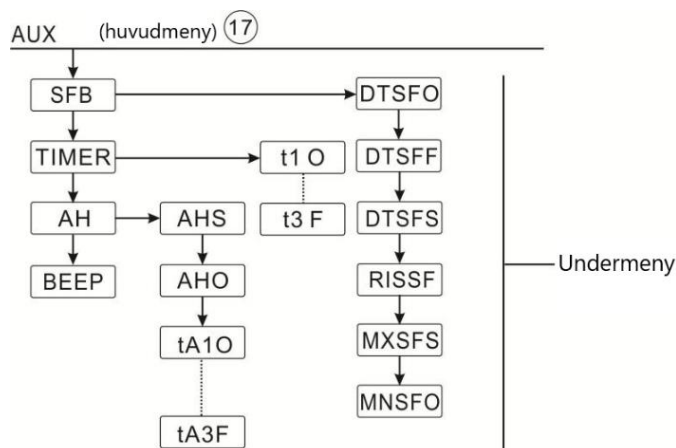 AUX (huvudmeny) 17
SFB DTSFO
TIMER t1 O DTSFF
AH AHS t3 F DTSFS
BEEP AHO RISSF Undermeny
tA1O MXSFS
MNSFO
tA3F